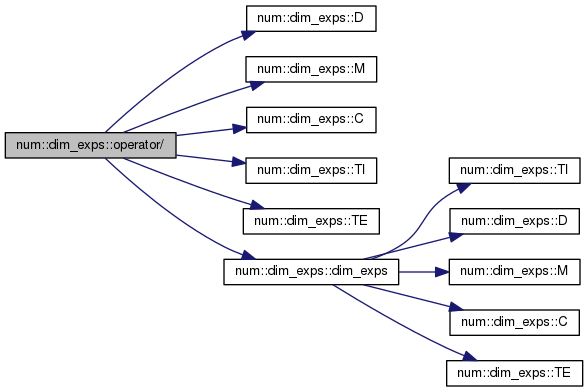 num::dim_exps::D
num::dim_exps::M
num::dim_exps::C
num::dim_exps::operator/
num::dim_exps::TI
num::dim_exps::TI
num::dim_exps::TE
num::dim_exps::D
num::dim_exps::dim_exps
num::dim_exps::M
num::dim_exps::C
num::dim_exps::TE